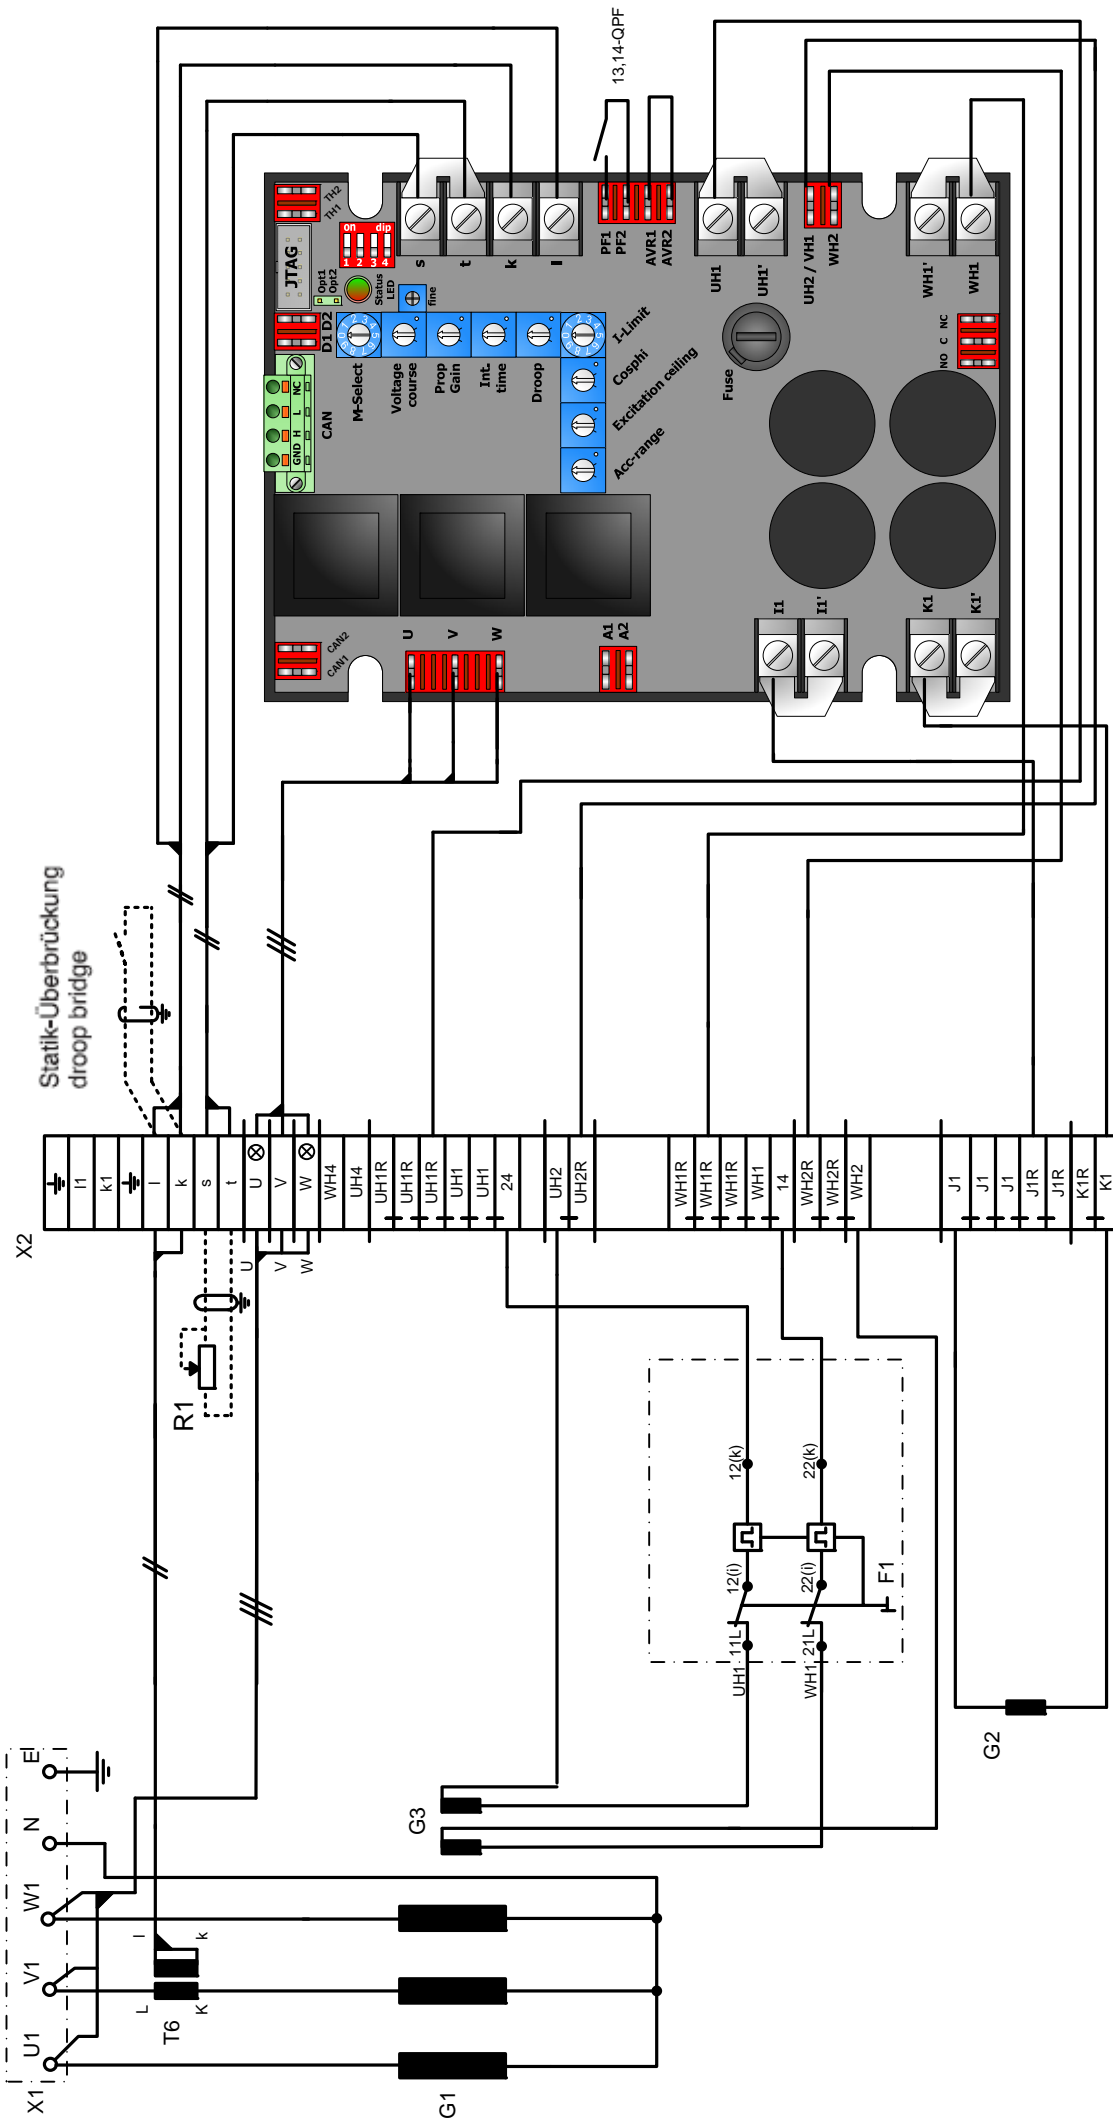 13,14-QPF
TH2
TH1
JTAG
on
dip
1
2
3
4
Opt1
Opt2
Status
LED
fine
s
t
k
l
PF1
PF2
AVR1
AVR2
UH1
UH1'
UH2 / VH1
WH2
WH1'
WH1
D1
D2
M-Select
Voltage
course
Prop
Gain
Int.
time
Droop
I-Limit
Cosphi
Excitation ceiling
Acc-range
Fuse
NO
C
NC
GND
H
L
NC
CAN
CAN1
CAN2
U
V
W
A1
A2
I1
I1'
K1
K1'
Statik-Überbrückung
droop bridge
X2
l1
k1
l
k
s
t
U
V
W
WH4
UH4
UH1R
UH1R
UH1R
UH1
UH1
24
UH2
UH2R
WH1R
WH1R
WH1R
WH1
14
WH2R
WH2R
WH2
J1
J1
J1
J1R
J1R
K1R
K1
U
V
W
R1
12(k)
22(k)
12(i)
22(i)
F1
11L
21L
UH1
WH1
G2
G3
E
N
W1
V1
U1
X1
l
k
L
K
T6
G1